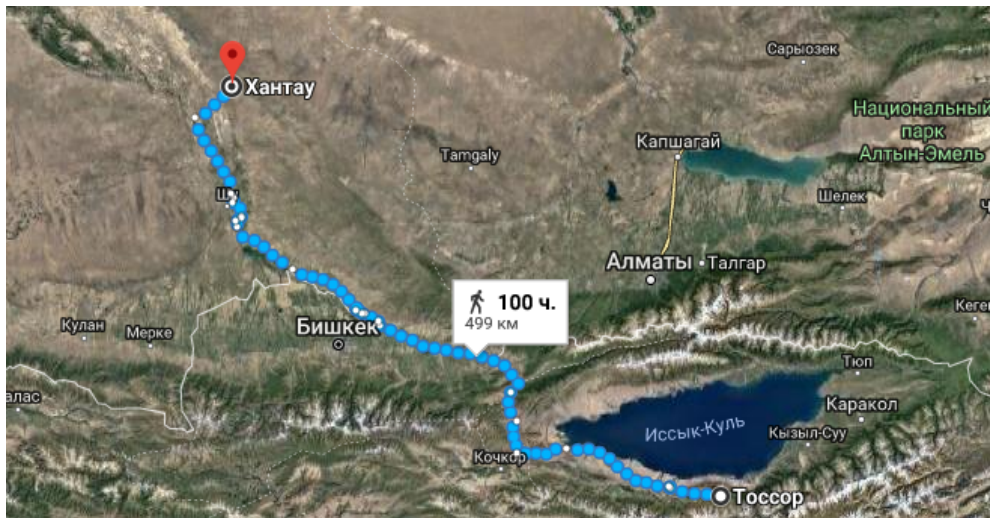 Сарыозек
Хантау
Национальный
парк
Алтын-Эмель
Капшагай
Tamgaly
Шу
Шелек
Алматы
Талгар
100 ч.
499 км
Кеген
Кулан
Мерке
Бишкек
Тюп
алас
Каракол
Иссык-Куль
Кызыл-Суу
Кочкор
Тоссор